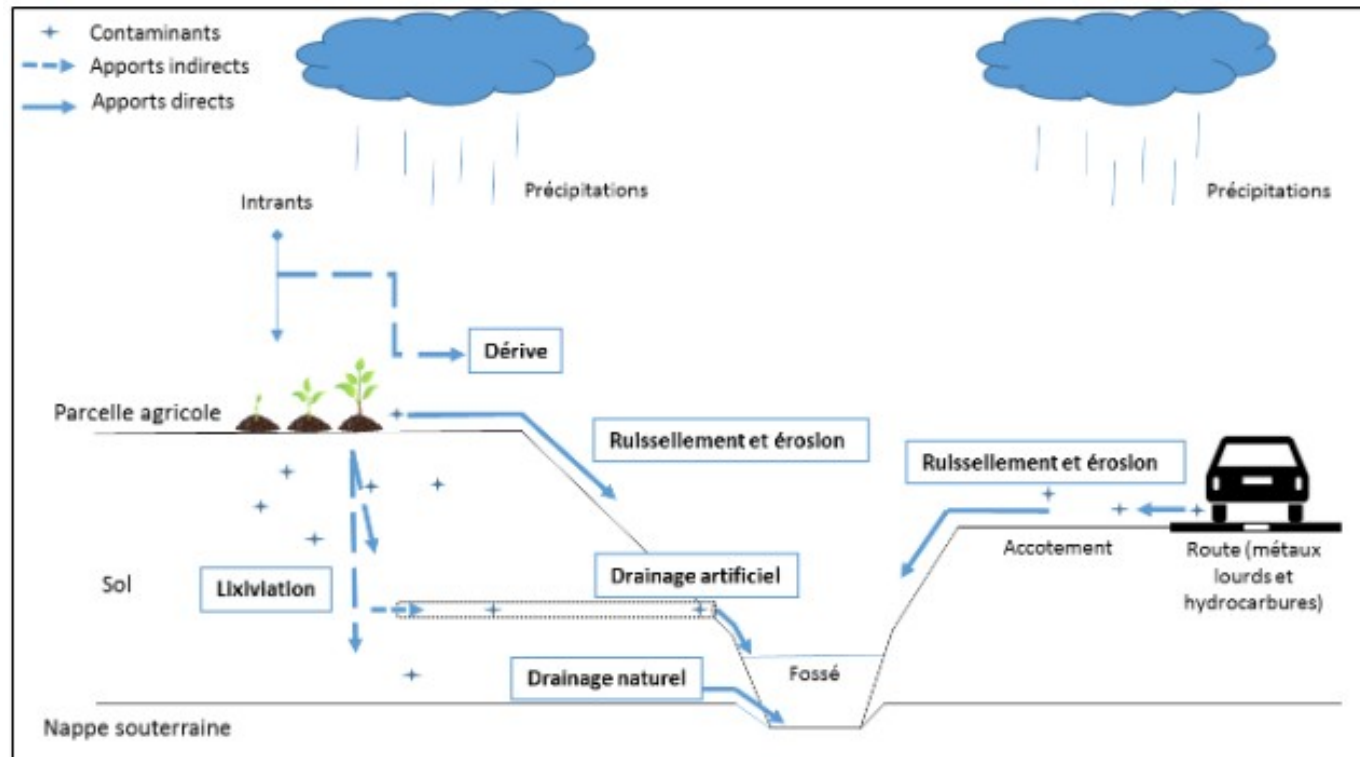 Contaminants
Apports indirects
Apports directs
Précipitations
Précipitations
Intrants
Dérive
Parcelle agricole
Ruissellement et érosion
Ruissellement et érosion
Accotement
Route (métaux
lourds et
hydrocarbures)
Sol
Lixiviation
Drainage artificiel
Fossé
Drainage naturel
Nappe souterraine